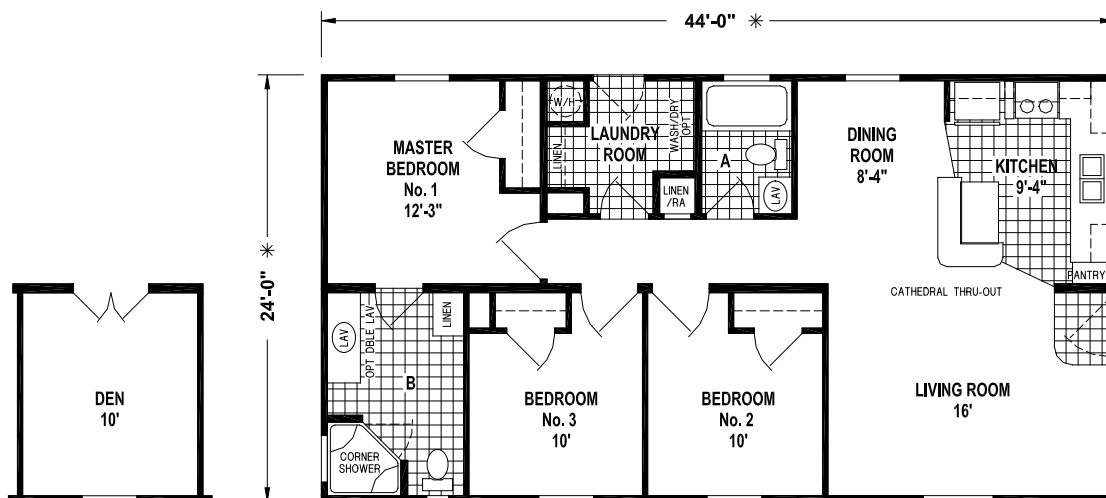 44'-0" *
24'-0" *
MASTER
BEDROOM
No. 1
12'-3"
W/H
LINEN
LAUNDRY
ROOM
WASH/DRY
OPT
LINEN
/RA
A
LAV
DINING
ROOM
8'-4"
KITCHEN
9'-4"
PANTRY
CATHEDRAL THRU-OUT
DEN
10'
LAV
OPT DBLE LAV
LINEN
B
CORNER
SHOWER
BEDROOM
No. 3
10'
BEDROOM
No. 2
10'
LIVING ROOM
16'